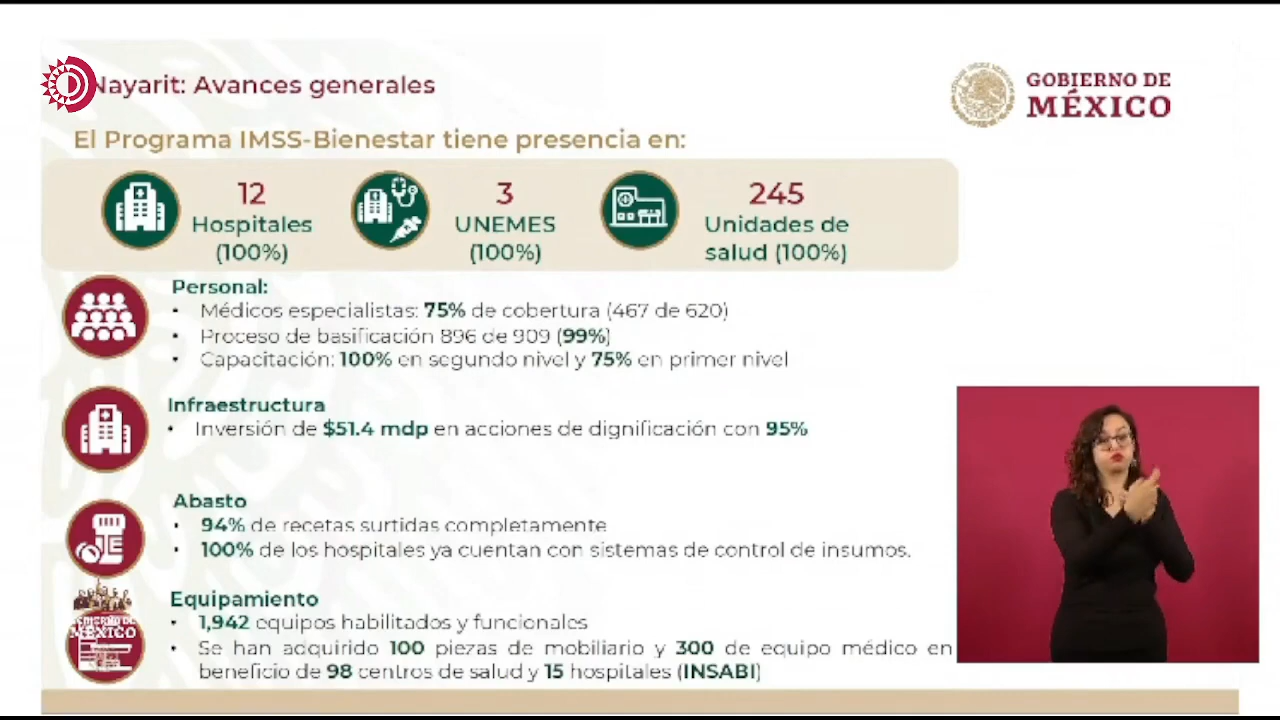 Nayarit: Avances generales
GOBIERNO DE
MÉXICO
El Programa IMSS-Bienestar tiene presencia en:
12
Hospitales
(100%)
3
UNEMES
(100%)
245
Unidades de
salud (100%)
Personal:
• Médicos especialistas: 75% de cobertura (467 de 620)
• Proceso de basificación 896 de 909 (99%)
• Capacitación: 100% en segundo nivel y 75% en primer nivel
Infraestructura
• Inversión de $51.4 mdp en acciones de dignificación con 95%
Abasto
• 94% de recetas surtidas completamente
• 100% de los hospitales ya cuentan con sistemas de control de insumos.
Equipamiento
• 1,942 equipos habilitados y funcionales
• Se han adquirido 100 piezas de mobiliario y 300 de equipo médico en
beneficio de 98 centros de salud y 15 hospitales (INSABI)
GOBIERNO DE
MÉXICO